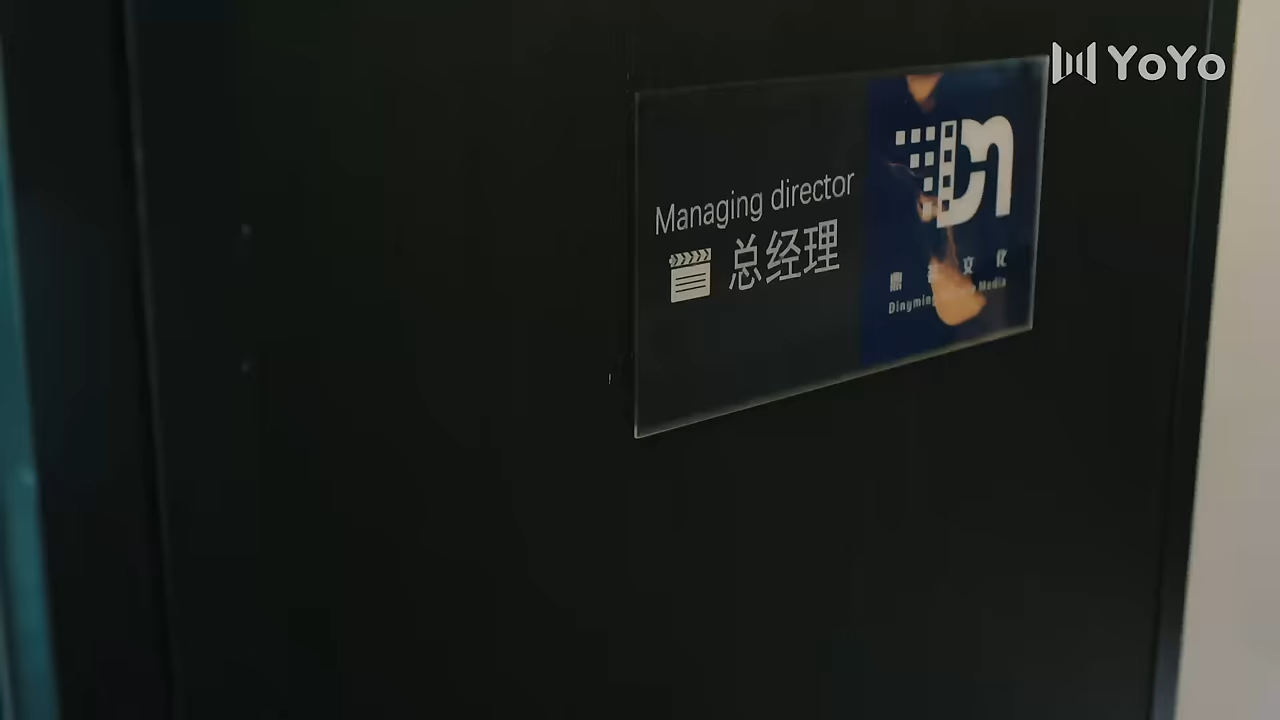 YoYo
Managing director
总经理
鼎 文 化
Media